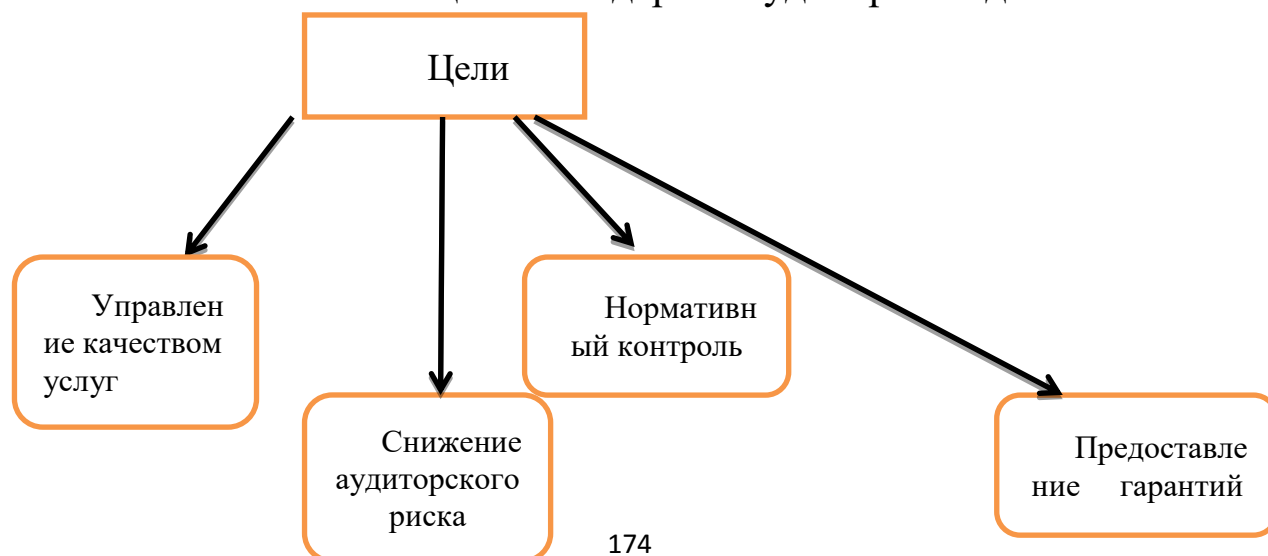 Цели
Управлен
ие качеством
услуг
Снижение
аудиторского
риска
Нормативн
ый контроль
Предоставле
ние гарантий
174